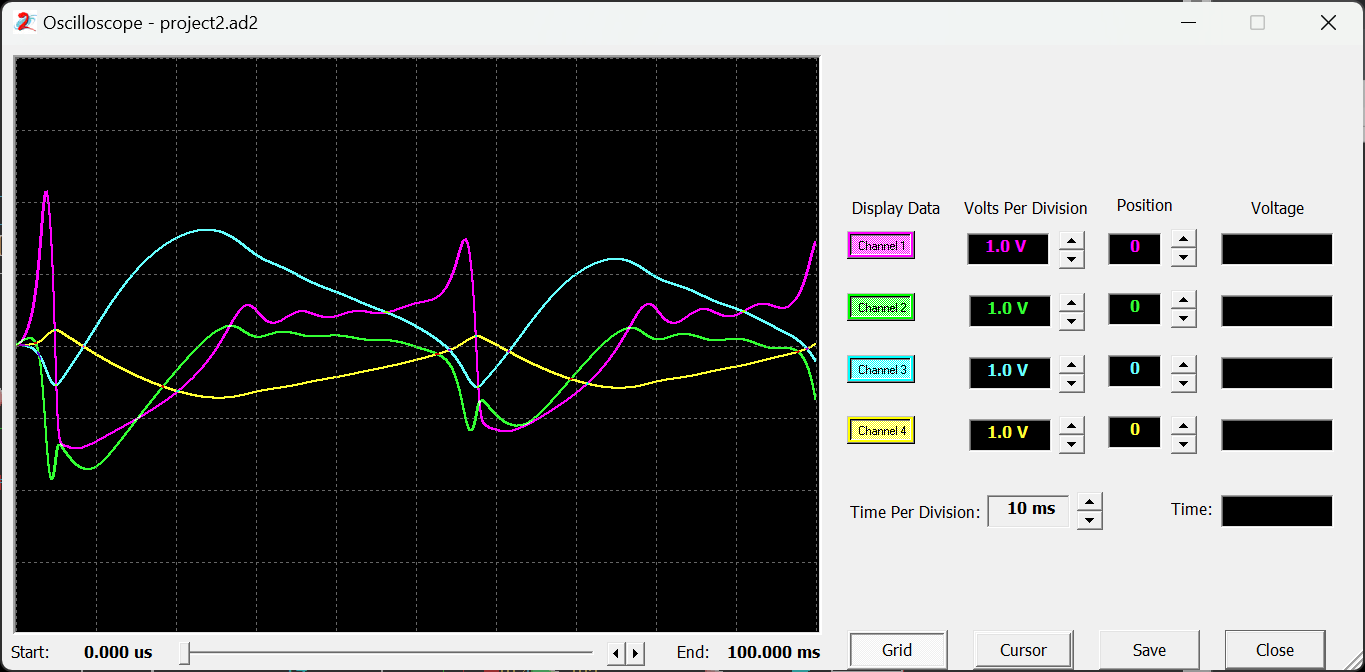 Oscilloscope - project2.ad2
Display Data Volts Per Division Position Voltage
Channel 1 1.0 V 0
Channel 2 1.0 V 0
Channel 3 1.0 V 0
Channel 4 1.0 V 0
Time Per Division: 10 ms Time:
Start: 0.000 us End: 100.000 ms Grid Cursor Save Close